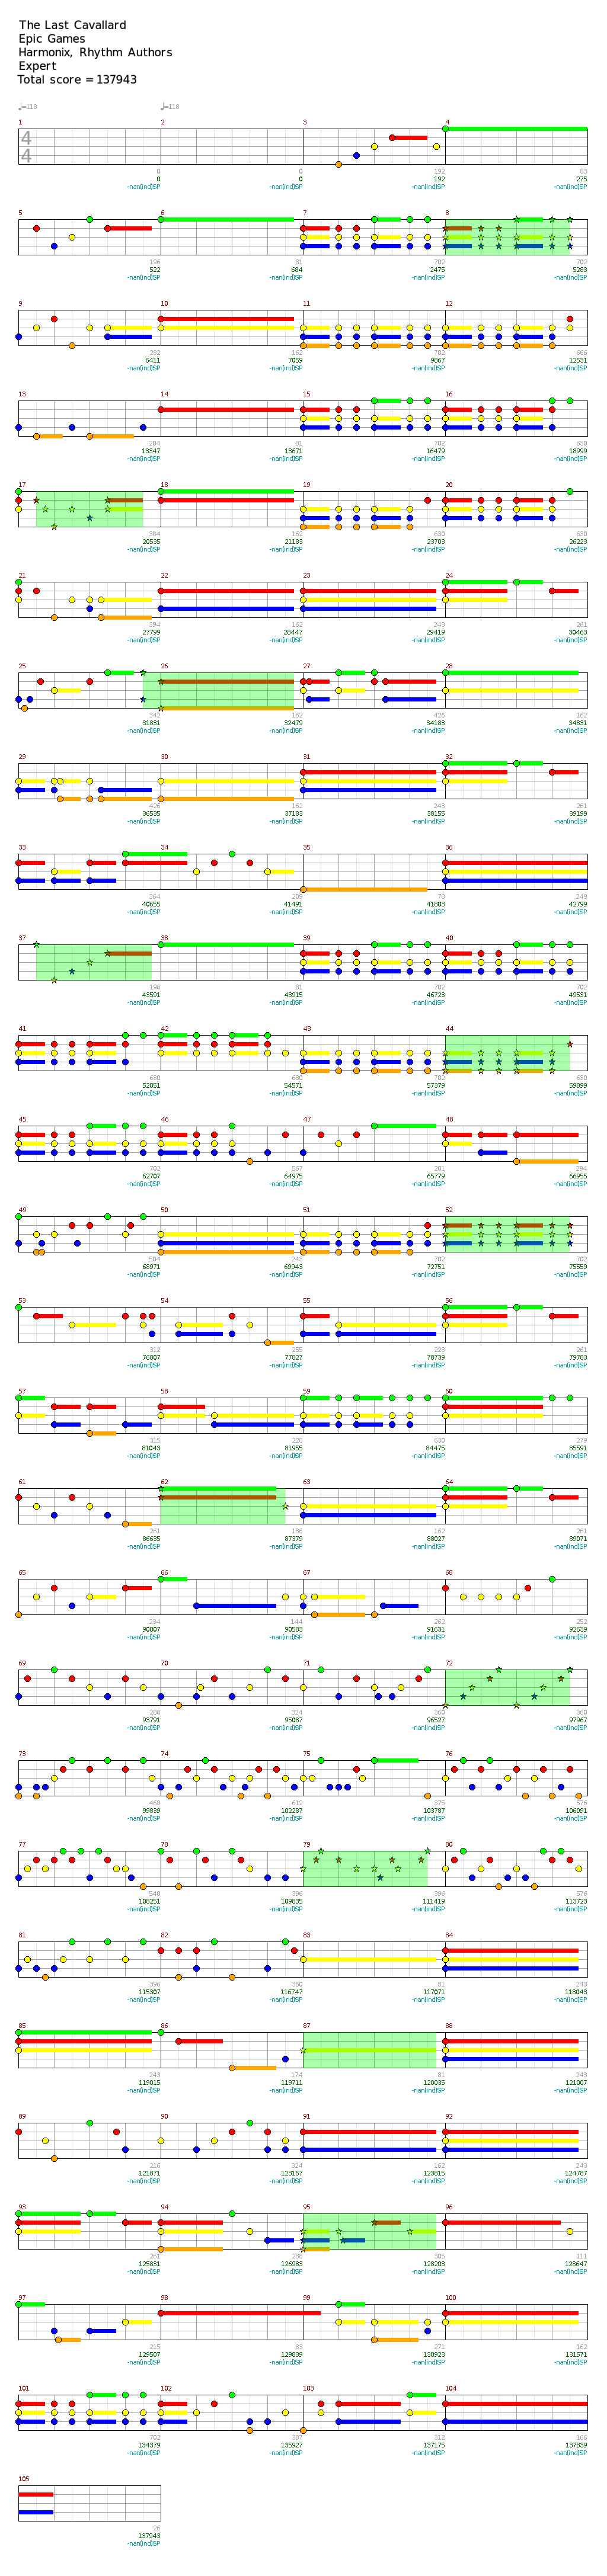 The Last Cavallard
Epic Games
Harmonix, Rhythm Authors
Expert
Total score = 137943
♩=118 ♩=118
1 2 3 4
4
4
0 0 192 83
0 0 192 275
-nan(ind)SP -nan(ind)SP -nan(ind)SP -nan(ind)SP
5 6 7 8
196 81 702 702
522 684 2475 5283
-nan(ind)SP -nan(ind)SP -nan(ind)SP -nan(ind)SP
9 10 11 12
282 162 702 666
6411 7059 9867 12531
-nan(ind)SP -nan(ind)SP -nan(ind)SP -nan(ind)SP
13 14 15 16
204 81 702 630
13347 13671 16479 18999
-nan(ind)SP -nan(ind)SP -nan(ind)SP -nan(ind)SP
17 18 19 20
384 162 630 630
20535 21183 23703 26223
-nan(ind)SP -nan(ind)SP -nan(ind)SP -nan(ind)SP
21 22 23 24
394 162 243 261
27799 28447 29419 30463
-nan(ind)SP -nan(ind)SP -nan(ind)SP -nan(ind)SP
25 26 27 28
342 162 426 162
31831 32479 34183 34831
-nan(ind)SP -nan(ind)SP -nan(ind)SP -nan(ind)SP
29 30 31 32
426 162 243 261
36535 37183 38155 39199
-nan(ind)SP -nan(ind)SP -nan(ind)SP -nan(ind)SP
33 34 35 36
364 209 78 249
40655 41491 41803 42799
-nan(ind)SP -nan(ind)SP -nan(ind)SP -nan(ind)SP
37 38 39 40
198 81 702 702
43591 43915 46723 49531
-nan(ind)SP -nan(ind)SP -nan(ind)SP -nan(ind)SP
41 42 43 44
630 630 702 630
52051 54571 57379 59899
-nan(ind)SP -nan(ind)SP -nan(ind)SP -nan(ind)SP
45 46 47 48
702 567 201 294
62707 64975 65779 66955
-nan(ind)SP -nan(ind)SP -nan(ind)SP -nan(ind)SP
49 50 51 52
504 243 702 702
68971 69943 72751 75559
-nan(ind)SP -nan(ind)SP -nan(ind)SP -nan(ind)SP
53 54 55 56
312 255 228 261
76807 77827 78739 79783
-nan(ind)SP -nan(ind)SP -nan(ind)SP -nan(ind)SP
57 58 59 60
315 228 630 279
81043 81955 84475 85591
-nan(ind)SP -nan(ind)SP -nan(ind)SP -nan(ind)SP
61 62 63 64
261 186 162 261
86635 87379 88027 89071
-nan(ind)SP -nan(ind)SP -nan(ind)SP -nan(ind)SP
65 66 67 68
234 144 262 252
90007 90583 91631 92639
-nan(ind)SP -nan(ind)SP -nan(ind)SP -nan(ind)SP
69 70 71 72
288 324 360 360
93791 95087 96527 97967
-nan(ind)SP -nan(ind)SP -nan(ind)SP -nan(ind)SP
73 74 75 76
468 612 375 576
99839 102287 103787 106091
-nan(ind)SP -nan(ind)SP -nan(ind)SP -nan(ind)SP
77 78 79 80
540 396 396 576
108251 109835 111419 113723
-nan(ind)SP -nan(ind)SP -nan(ind)SP -nan(ind)SP
81 82 83 84
396 360 81 243
115307 116747 117071 118043
-nan(ind)SP -nan(ind)SP -nan(ind)SP -nan(ind)SP
85 86 87 88
243 174 81 243
119015 119711 120035 121007
-nan(ind)SP -nan(ind)SP -nan(ind)SP -nan(ind)SP
89 90 91 92
216 324 162 243
121871 123167 123815 124787
-nan(ind)SP -nan(ind)SP -nan(ind)SP -nan(ind)SP
93 94 95 96
261 288 305 111
125831 126983 128203 128647
-nan(ind)SP -nan(ind)SP -nan(ind)SP -nan(ind)SP
97 98 99 100
215 83 271 162
129507 129839 130923 131571
-nan(ind)SP -nan(ind)SP -nan(ind)SP -nan(ind)SP
101 102 103 104
702 387 312 166
134379 135927 137175 137839
-nan(ind)SP -nan(ind)SP -nan(ind)SP -nan(ind)SP
105
26
137943
-nan(ind)SP